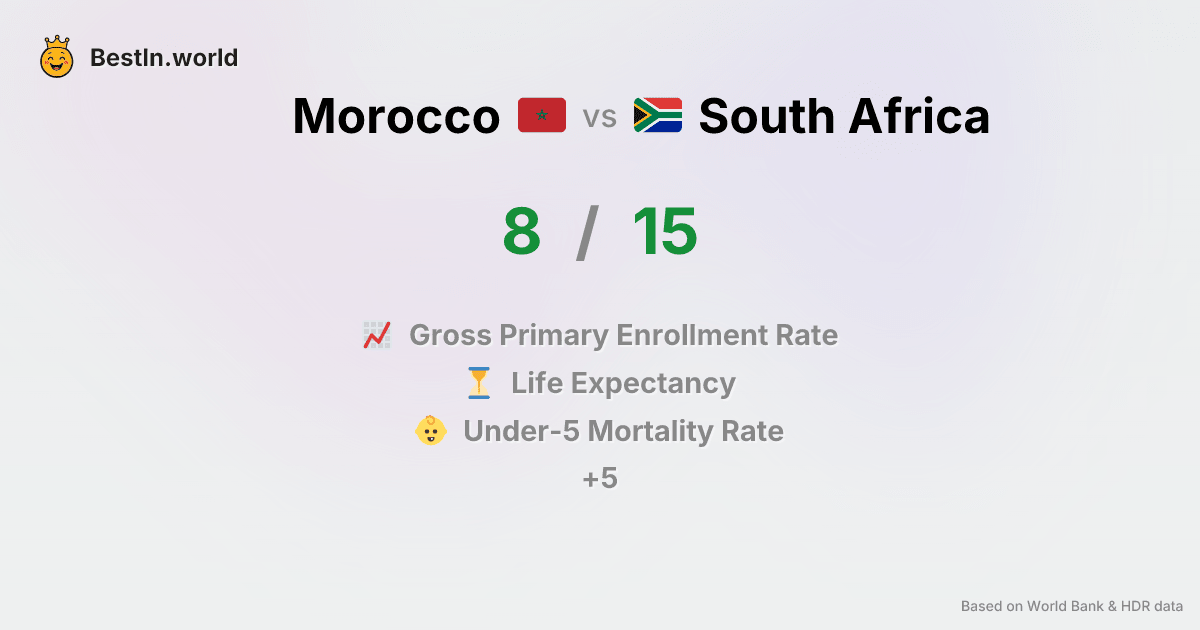 BestIn.world
Morocco vs South Africa
8 / 15
Gross Primary Enrollment Rate
Life Expectancy
Under-5 Mortality Rate
+5
Based on World Bank & HDR data